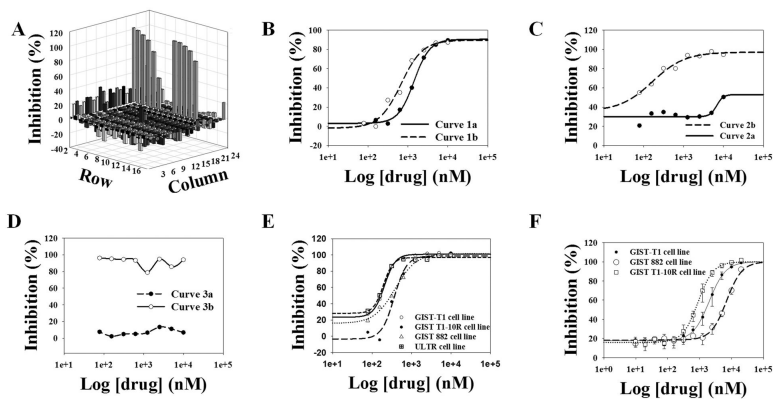 A
Inhibition (%)
120
100
80
60
40
20
0
-20
-40
2
4
6
8
10
12
14
16
Row
3
6
9
12
15
18
21
24
Column
B
Inhibition (%)
100
80
60
40
20
0
-20
Curve 1a
Curve 1b
1e+1 1e+2 1e+3 1e+4 1e+5
Log [drug] (nM)
C
Inhibition (%)
120
100
80
60
40
20
0
Curve 2b
Curve 2a
1e+1 1e+2 1e+3 1e+4 1e+5
Log [drug] (nM)
D
Inhibition (%)
120
100
80
60
40
20
0
Curve 3a
Curve 3b
1e+1 1e+2 1e+3 1e+4 1e+5
Log [drug] (nM)
E
Inhibition (%)
120
100
80
60
40
20
0
-20
GIST-T1 cell line
GIST T1-10R cell line
GIST 882 cell line
ULTR cell line
1e+1 1e+2 1e+3 1e+4 1e+5
Log [drug] (nM)
F
Inhibition (%)
120
100
80
60
40
20
0
GIST-T1 cell line
GIST 882 cell line
GIST T1-10R cell line
1e+0 1e+1 1e+2 1e+3 1e+4 1e+5
Log [drug] (nM)